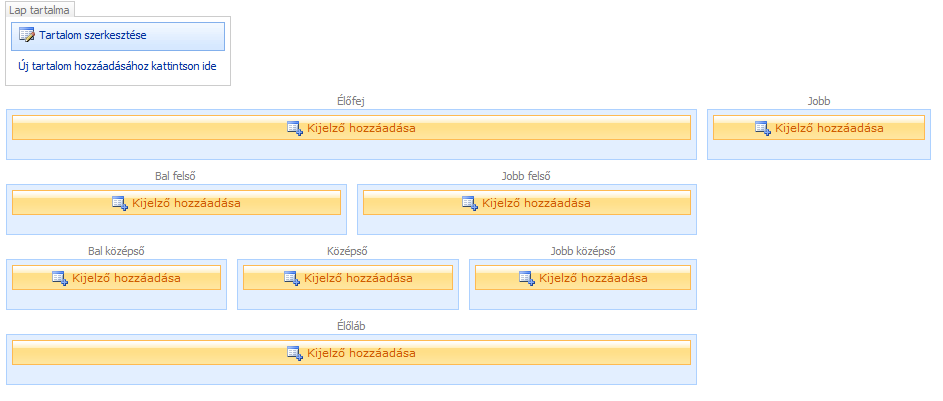 Lap tartalma
Tartalom szerkesztése
Új tartalom hozzáadásához kattintson ide
Élőfej
Jobb
Kijelző hozzáadása
Kijelző hozzáadása
Bal felső
Jobb felső
Kijelző hozzáadása
Kijelző hozzáadása
Bal középső
Középső
Jobb középső
Kijelző hozzáadása
Kijelző hozzáadása
Kijelző hozzáadása
Élőláb
Kijelző hozzáadása